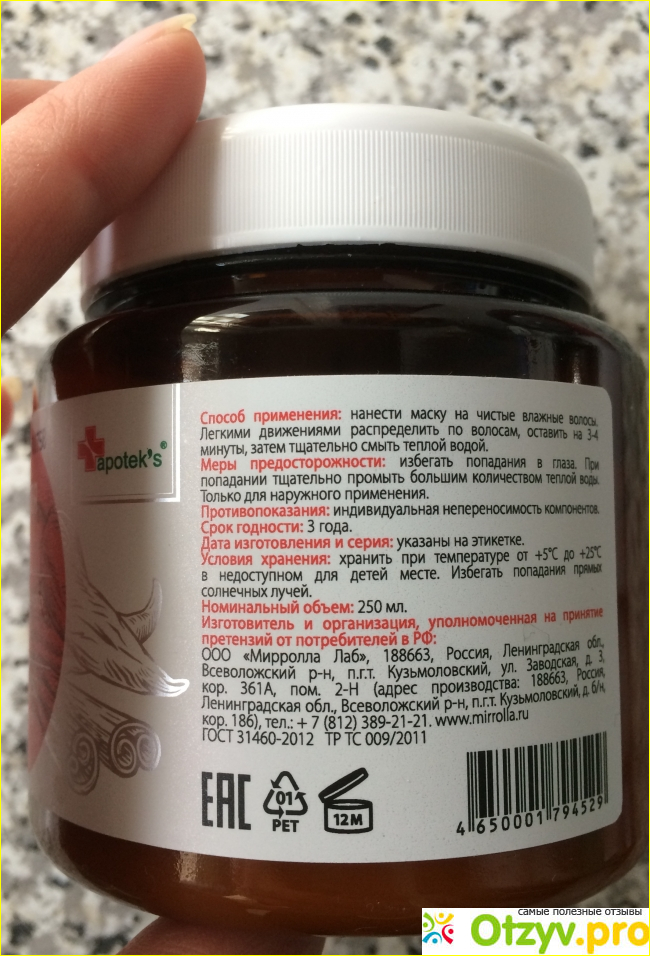 apotek's®
Способ применения: нанести маску на чистые влажные волосы.
Легкими движениями распределить по волосам, оставить на 3-4
минуты, затем тщательно смыть теплой водой.
Меры предосторожности: избегать попадания в глаза. При
попадании тщательно промыть большим количеством теплой воды.
Только для наружного применения.
Противопоказания: индивидуальная непереносимость компонентов.
Срок годности: 3 года.
Дата изготовления и серия: указаны на этикетке.
Условия хранения: хранить при температуре от +5°C до +25°C
в недоступном для детей месте. Избегать попадания прямых
солнечных лучей.
Номинальный объем: 250 мл.
Изготовитель и организация, уполномоченная на принятие
претензий от потребителей в РФ:
ООО «Мирролла Лаб», 188663, Россия, Ленинградская обл.,
Всеволожский р-н, п.г.т. Кузьмоловский, ул. Заводская, д. 3,
кор. 361А, пом. 2-Н (адрес производства: 188663, Россия,
Ленинградская обл., Всеволожский р-н, п.г.т. Кузьмоловский, д. б/н,
кор. 186), тел.: + 7 (812) 389-21-21. www.mirrolla.ru
ГОСТ 31460-2012 ТР ТС 009/2011
EAC
01
PET
12M
4 650001 794529
самые полезные отзывы
Otzyv.pro